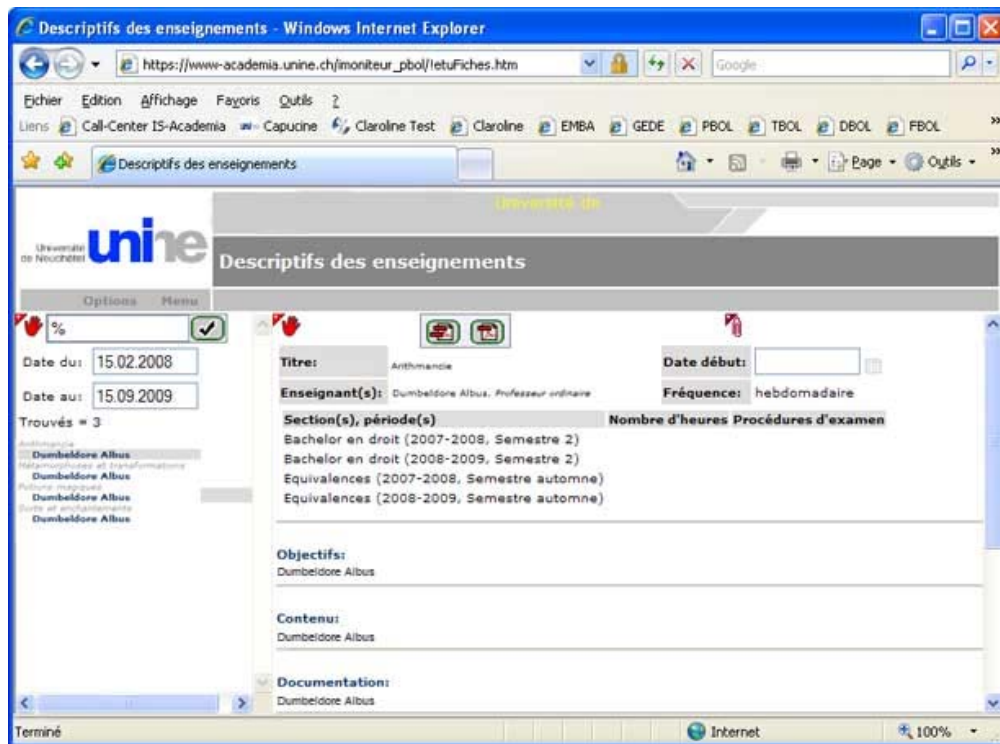 Descriptifs des enseignements - Windows Internet Explorer
https://www-academia.unine.ch/imoniteur_pbol/!etuFiches.htm
Google
Fichier Edition Affichage Favoris Outils ?
Liens Call-Center IS-Academia Capucine Claroline Test Claroline EMBA GEDE PBOL TBOL DBOL FBOL »
Descriptifs des enseignements
Page Outils »
Université de
Université de Neuchâtel
unine
Descriptifs des enseignements
Options Menu
%
Date du: 15.02.2008
Date au: 15.09.2009
Trouvés = 3
Arithmancie
Dumbeldore Albus
Métamorphoses et transformations
Dumbeldore Albus
Potions magiques
Dumbeldore Albus
Sorts et enchantements
Dumbeldore Albus
Titre: Arithmancie
Date début:
Enseignant(s): Dumbeldore Albus, Professeur ordinaire
Fréquence: hebdomadaire
Section(s), période(s) Nombre d'heures Procédures d'examen
Bachelor en droit (2007-2008, Semestre 2)
Bachelor en droit (2008-2009, Semestre 2)
Equivalences (2007-2008, Semestre automne)
Equivalences (2008-2009, Semestre automne)
Objectifs:
Dumbeldore Albus
Contenu:
Dumbeldore Albus
Documentation:
Dumbeldore Albus
Terminé
Internet
100%